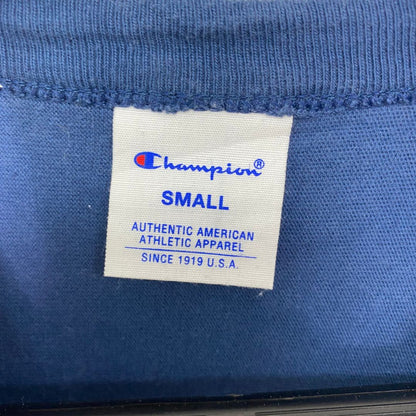 Champion®
SMALL
AUTHENTIC AMERICAN
ATHLETIC APPAREL
SINCE 1919 U.S.A.